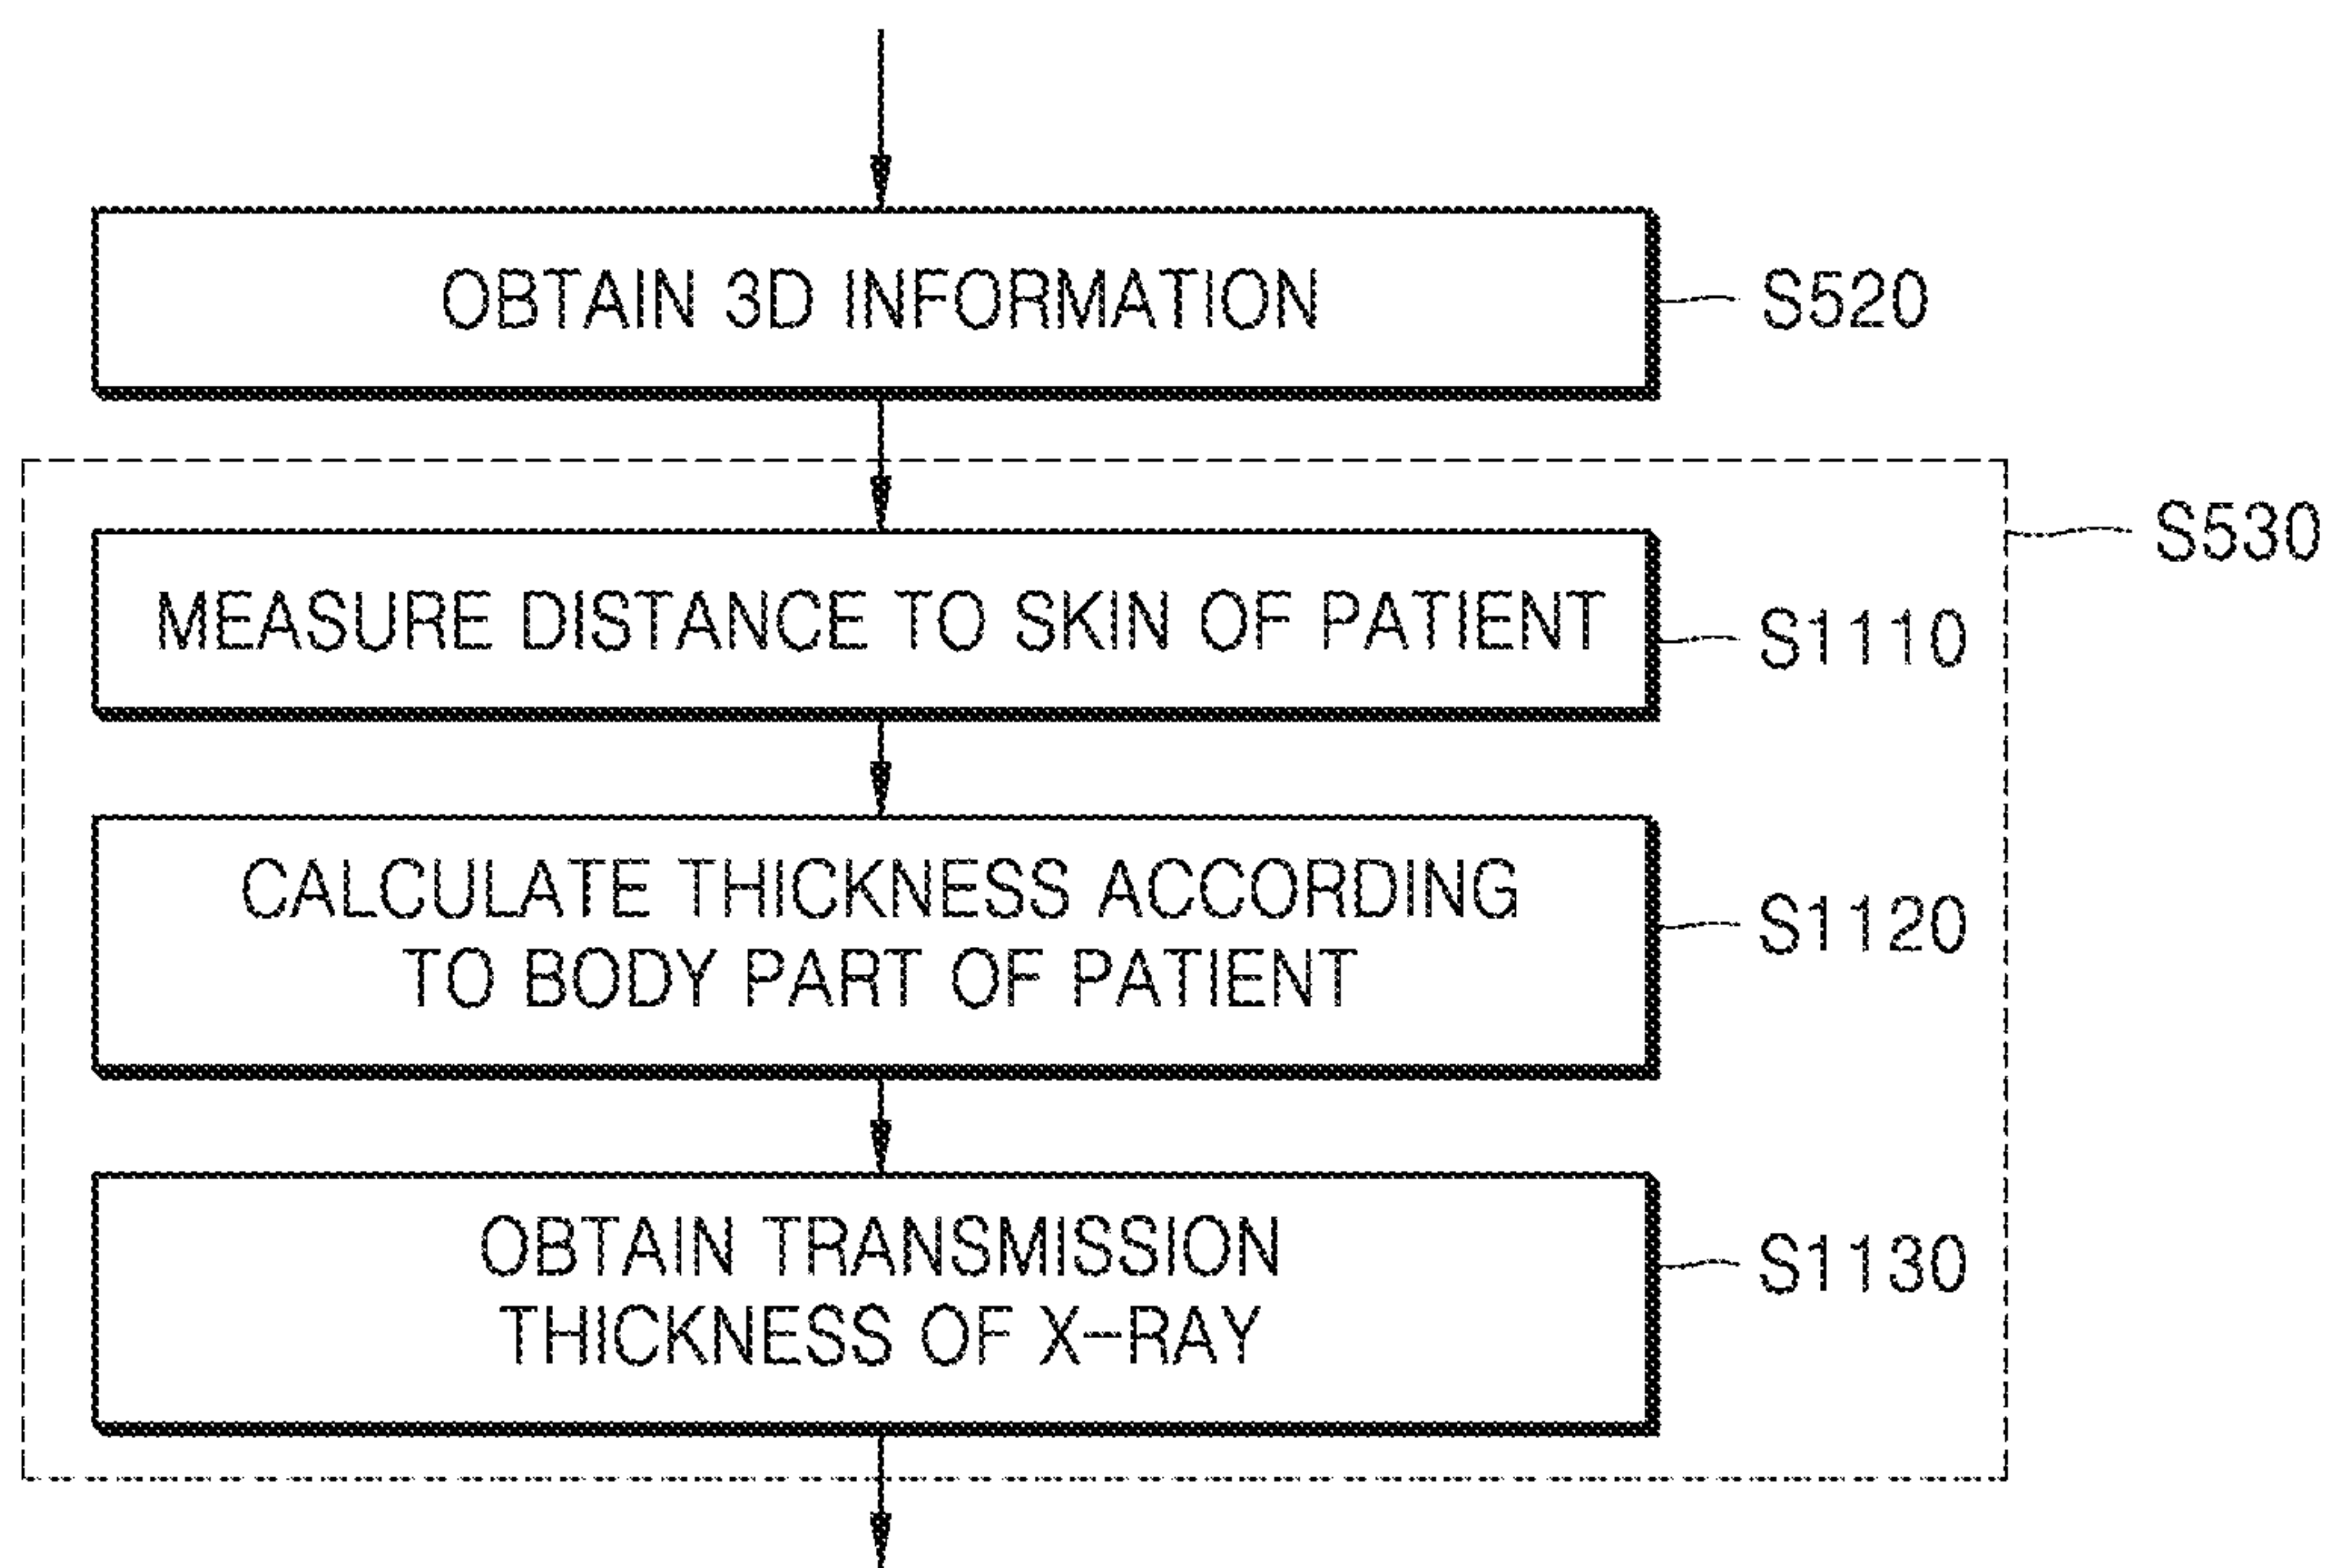 OBTAIN 3D INFORMATION
S520
S530
MEASURE DISTANCE TO SKIN OF PATIENT
S1110
CALCULATE THICKNESS ACCORDING
TO BODY PART OF PATIENT
S1120
OBTAIN TRANSMISSION
THICKNESS OF X-RAY
S1130